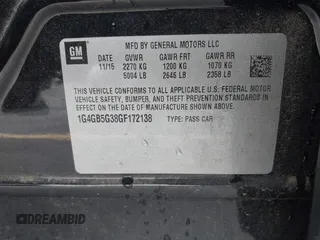 GM
MFD BY GENERAL MOTORS LLC
DATE GVWR GAWR FRT GAWR RR
11/15 2270 KG 1200 KG 1070 KG
5004 LB 2646 LB 2358 LB
THIS VEHICLE CONFORMS TO ALL APPLICABLE U.S. FEDERAL MOTOR
VEHICLE SAFETY, BUMPER, AND THEFT PREVENTION STANDARDS
IN EFFECT ON THE DATE OF MANUFACTURE SHOWN ABOVE.
1G4GB5G38GF172138 TYPE: PASS CAR
DREAMBID